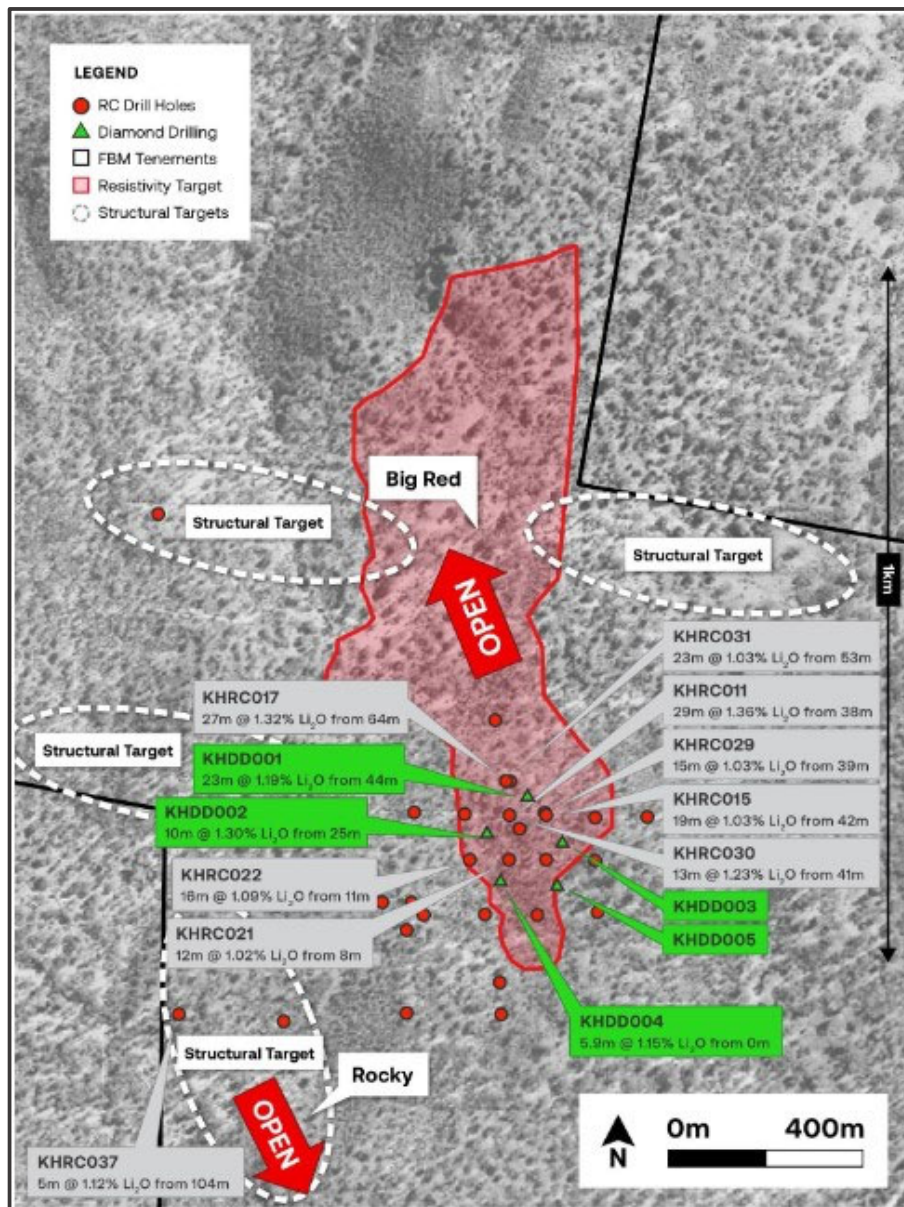 LEGEND
RC Drill Holes
Diamond Drilling
FBM Tenements
Resistivity Target
Structural Targets
Big Red
Structural Target
Structural Target
OPEN
1km
KHRC031
23m @ 1.03% Li₂O from 53m
KHRC017
27m @ 1.32% Li₂O from 64m
KHRC011
29m @ 1.36% Li₂O from 38m
Structural Target
KHDD001
23m @ 1.19% Li₂O from 44m
KHRC029
15m @ 1.03% Li₂O from 39m
KHDD002
10m @ 1.30% Li₂O from 25m
KHRC015
19m @ 1.03% Li₂O from 42m
KHRC030
13m @ 1.23% Li₂O from 41m
KHRC022
16m @ 1.09% Li₂O from 11m
KHDD003
KHRC021
12m @ 1.02% Li₂O from 8m
KHDD005
KHDD004
5.9m @ 1.15% Li₂O from 0m
Structural Target
Rocky
OPEN
KHRC037
5m @ 1.12% Li₂O from 104m
N
0m 400m